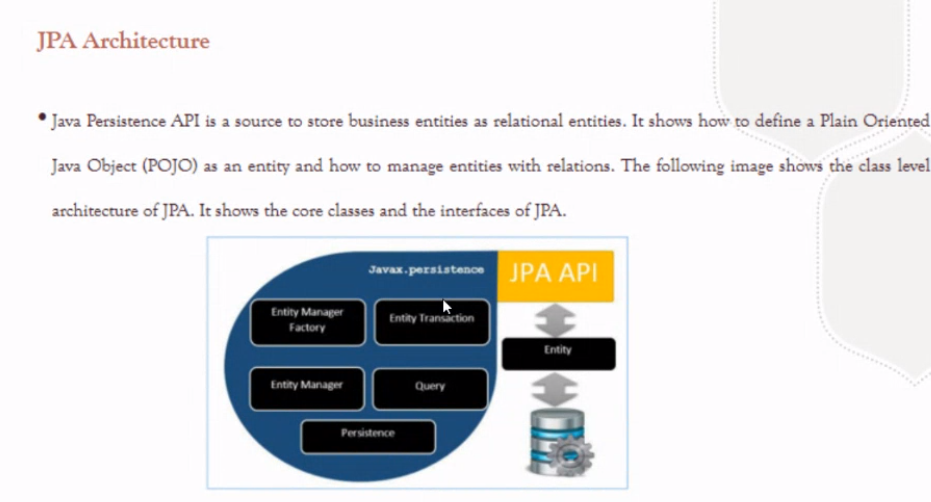 JPA Architecture
• Java Persistence API is a source to store business entities as relational entities. It shows how to define a Plain Oriented
Java Object (POJO) as an entity and how to manage entities with relations. The following image shows the class level
architecture of JPA. It shows the core classes and the interfaces of JPA.
Javax.persistence
JPA API
Entity Manager
Factory
Entity Transaction
Entity
Entity Manager
Query
Persistence